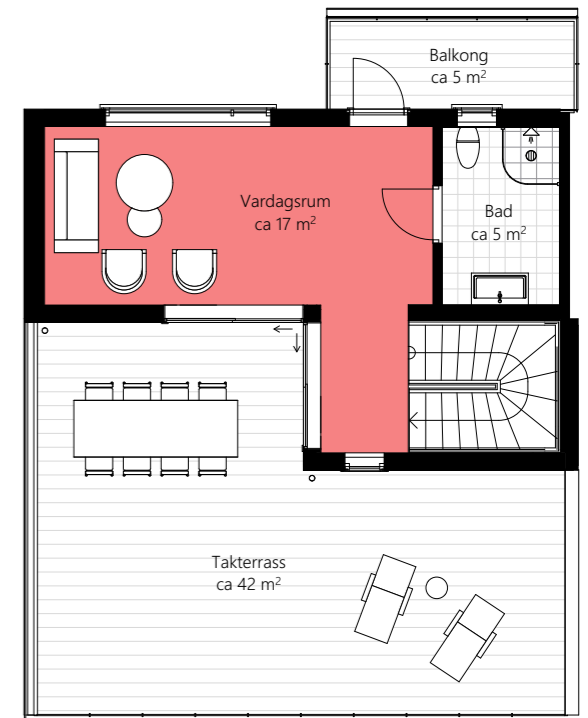 Balkong
ca 5 m²
Vardagsrum
ca 17 m²
Bad
ca 5 m²
Takterrass
ca 42 m²